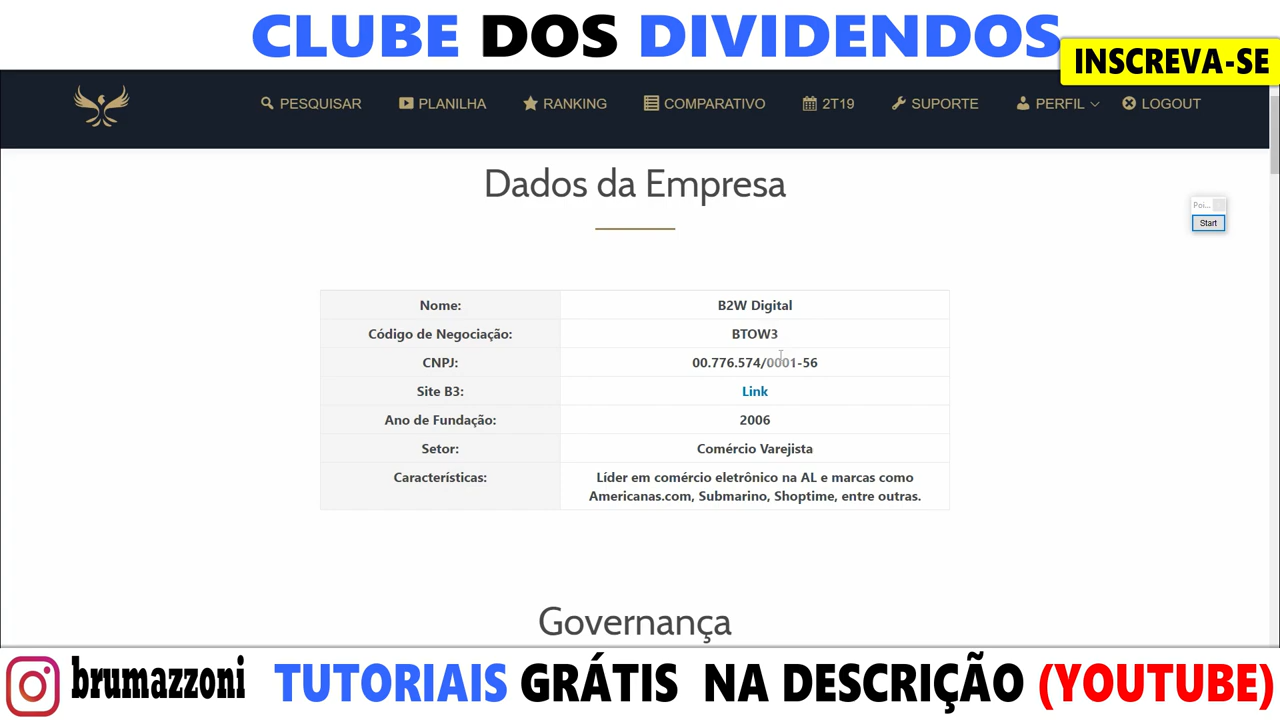 CLUBE DOS DIVIDENDOS
INSCREVA-SE
PESQUISAR PLANILHA RANKING COMPARATIVO 2T19 SUPORTE PERFIL LOGOUT
Dados da Empresa
Poi...
Start
Nome: B2W Digital
Código de Negociação: BTOW3
CNPJ: 00.776.574/0001-56
Site B3: Link
Ano de Fundação: 2006
Setor: Comércio Varejista
Características: Líder em comércio eletrônico na AL e marcas como
Americanas.com, Submarino, Shoptime, entre outras.
Governança
brumazzoni TUTORIAIS GRÁTIS NA DESCRIÇÃO (YOUTUBE)